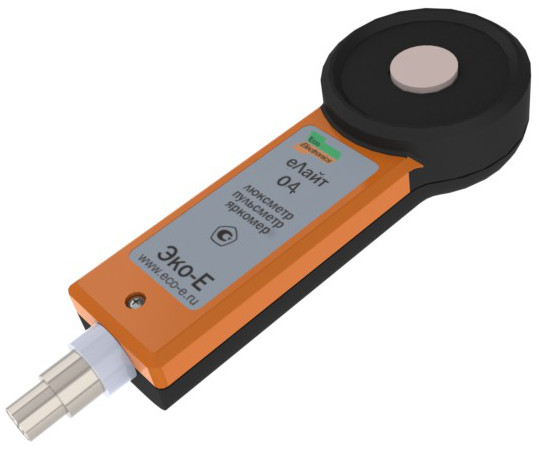 Eco
Electronics
еЛайт
04
люксметр
пульсметр
яркомер
Эко-Е
www.eco-e.ru